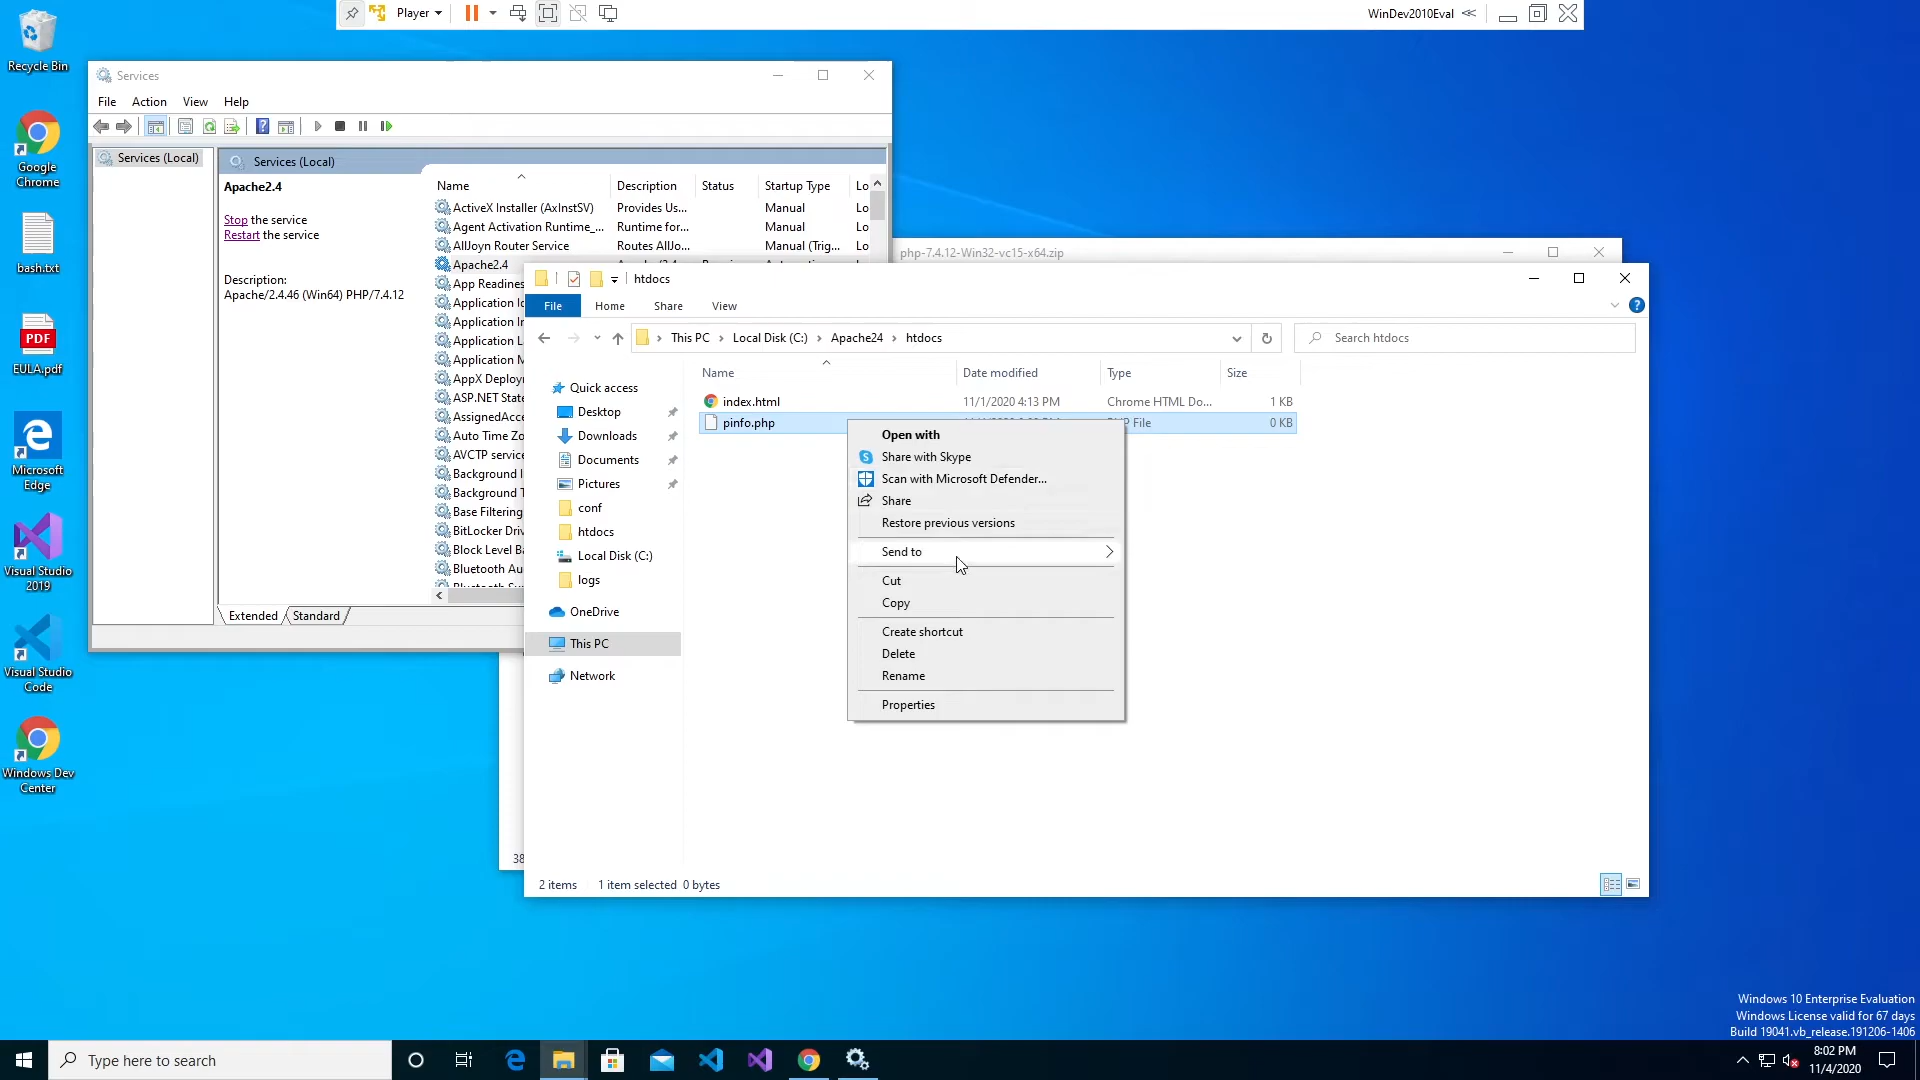 Player
WinDev2010Eval
Recycle Bin
Google
Chrome
bash.txt
EULA.pdf
PDF
Microsoft
Edge
Visual Studio
2019
Visual Studio
Code
Windows Dev
Center
Services
File Action View Help
Services (Local)
Services (Local)
Apache2.4
Stop the service
Restart the service
Description:
Apache/2.4.46 (Win64) PHP/7.4.12
Name Description Status Startup Type Lo
ActiveX Installer (AxInstSV) Provides Us... Manual Lo
Agent Activation Runtime_... Runtime for... Manual Lo
AllJoyn Router Service Routes AllJo... Manual (Trig... Lo
Apache2.4
App Readines
Application Ic
Application In
Application L
Application M
AppX Deployr
ASP.NET State
AssignedAcce
Auto Time Zo
AVCTP service
Background I
Background T
Base Filtering
BitLocker Driv
Block Level Ba
Bluetooth Au
Extended Standard
php-7.4.12-Win32-vc15-x64.zip
38
htdocs
File Home Share View
This PC Local Disk (C:) Apache24 htdocs
Search htdocs
Name Date modified Type Size
index.html 11/1/2020 4:13 PM Chrome HTML Do... 1 KB
pinfo.php File 0 KB
Quick access
Desktop
Downloads
Documents
Pictures
conf
htdocs
Local Disk (C:)
logs
OneDrive
This PC
Network
Open with
Share with Skype
Scan with Microsoft Defender...
Share
Restore previous versions
Send to
Cut
Copy
Create shortcut
Delete
Rename
Properties
2 items 1 item selected 0 bytes
Windows 10 Enterprise Evaluation
Windows License valid for 67 days
Build 19041.vb_release.191206-1406
Type here to search
8:02 PM
11/4/2020